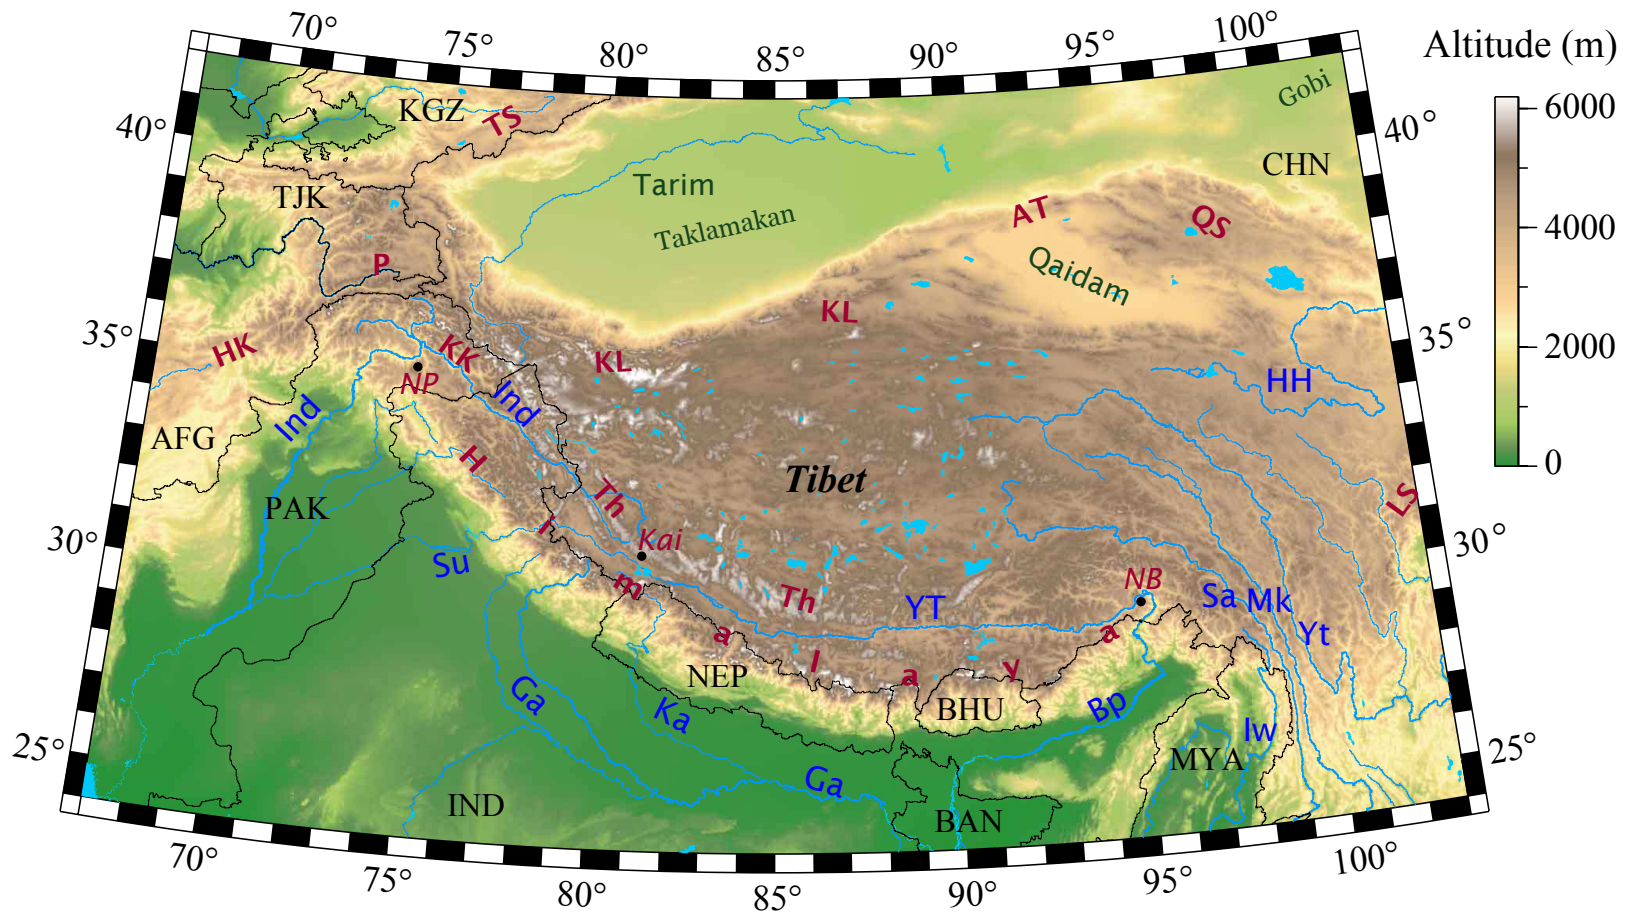 70°
75°
80°
85°
90°
95°
100°
Altitude (m)
6000
4000
2000
0
40°
35°
30°
25°
40°
35°
30°
25°
KGZ
TS
Gobi
CHN
TJK
Tarim
Taklamakan
AT
QS
P
Qaidam
KL
HK
KK
KL
NP
HH
Ind
Ind
AFG
H
Tibet
Th
LS
PAK
i
Kai
Su
m
Th
YT
NB
Sa
Mk
Yt
a
a
l
a
y
NEP
BHU
Bp
Ga
Ka
Iw
MYA
Ga
IND
BAN
70°
75°
80°
85°
90°
95°
100°